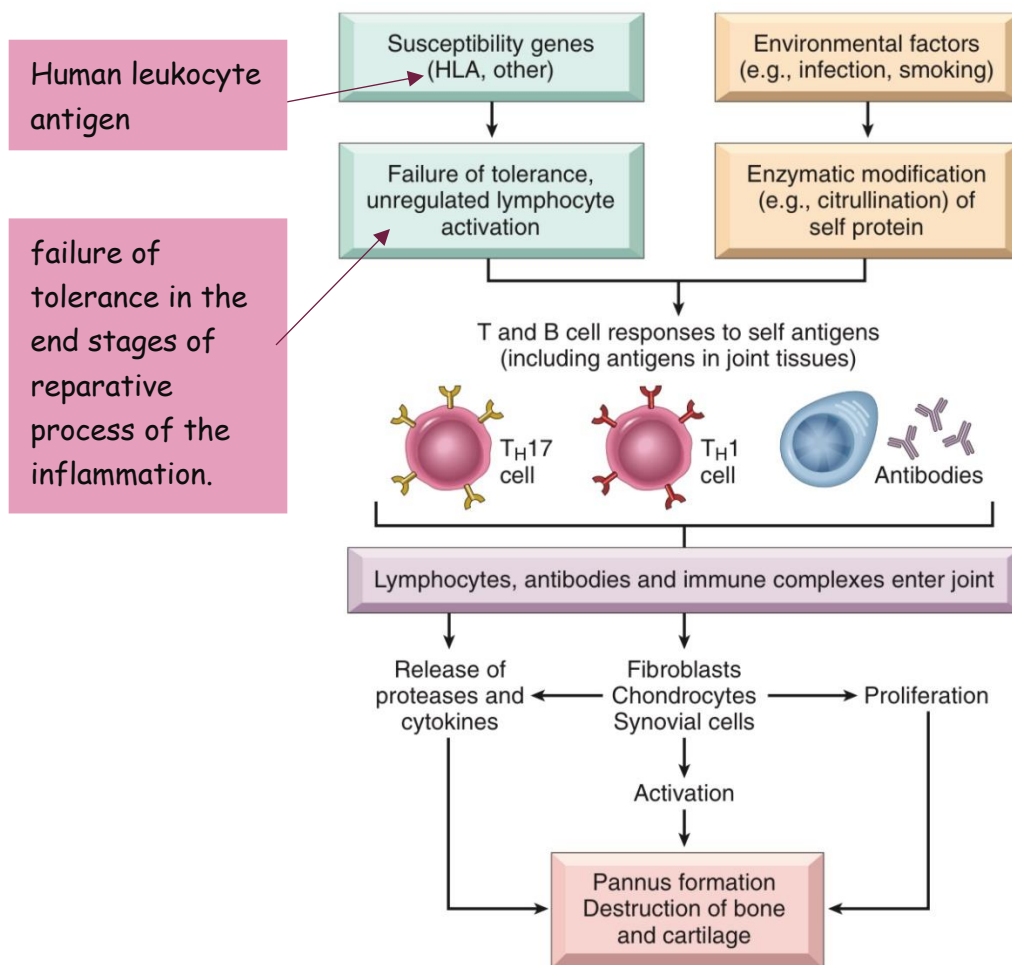 Human leukocyte
antigen
Susceptibility genes
(HLA, other)
Environmental factors
(e.g., infection, smoking)
failure of
tolerance in the
end stages of
reparative
process of the
inflammation.
Failure of tolerance,
unregulated lymphocyte
activation
Enzymatic modification
(e.g., citrullination) of
self protein
T and B cell responses to self antigens
(including antigens in joint tissues)
TH17
cell
TH1
cell
Antibodies
Lymphocytes, antibodies and immune complexes enter joint
Release of
proteases and
cytokines
Fibroblasts
Chondrocytes
Synovial cells
Proliferation
Activation
Pannus formation
Destruction of bone
and cartilage